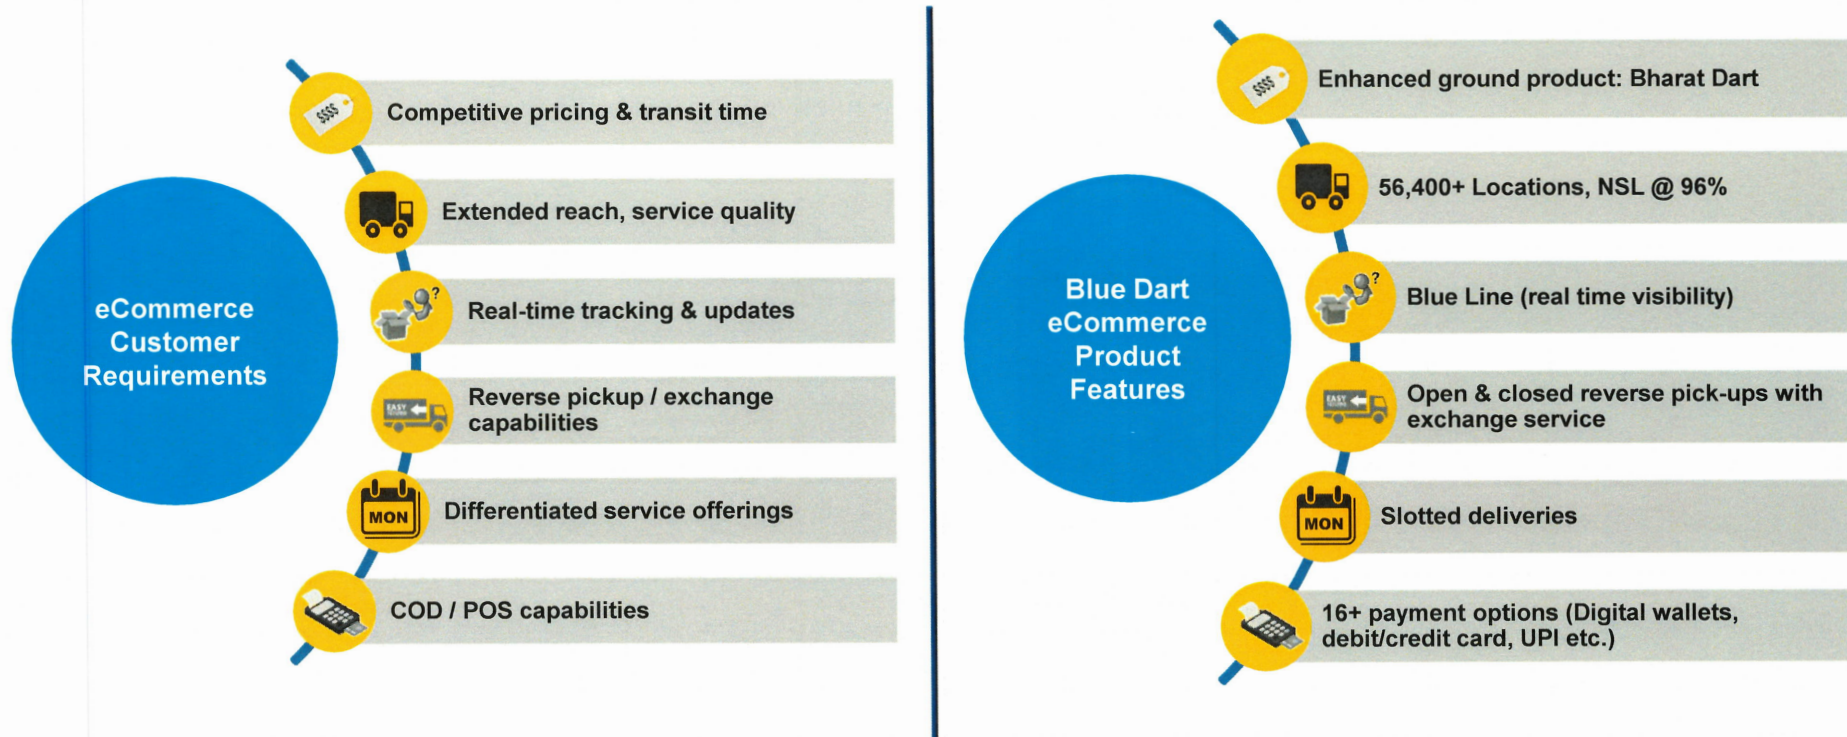 eCommerce
Customer
Requirements
$$$$
Competitive pricing & transit time
Extended reach, service quality
?
Real-time tracking & updates
EASY
Reverse pickup / exchange
capabilities
MON
Differentiated service offerings
COD / POS capabilities
Blue Dart
eCommerce
Product
Features
$$$$
Enhanced ground product: Bharat Dart
56,400+ Locations, NSL @ 96%
?
Blue Line (real time visibility)
EASY
Open & closed reverse pick-ups with
exchange service
MON
Slotted deliveries
16+ payment options (Digital wallets,
debit/credit card, UPI etc.)